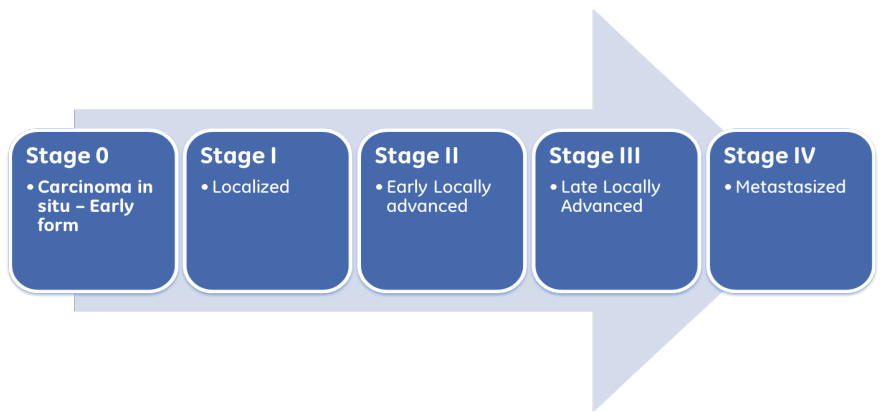 Stage 0
• Carcinoma in
situ – Early
form
Stage I
• Localized
Stage II
• Early Locally
advanced
Stage III
• Late Locally
Advanced
Stage IV
• Metastasized